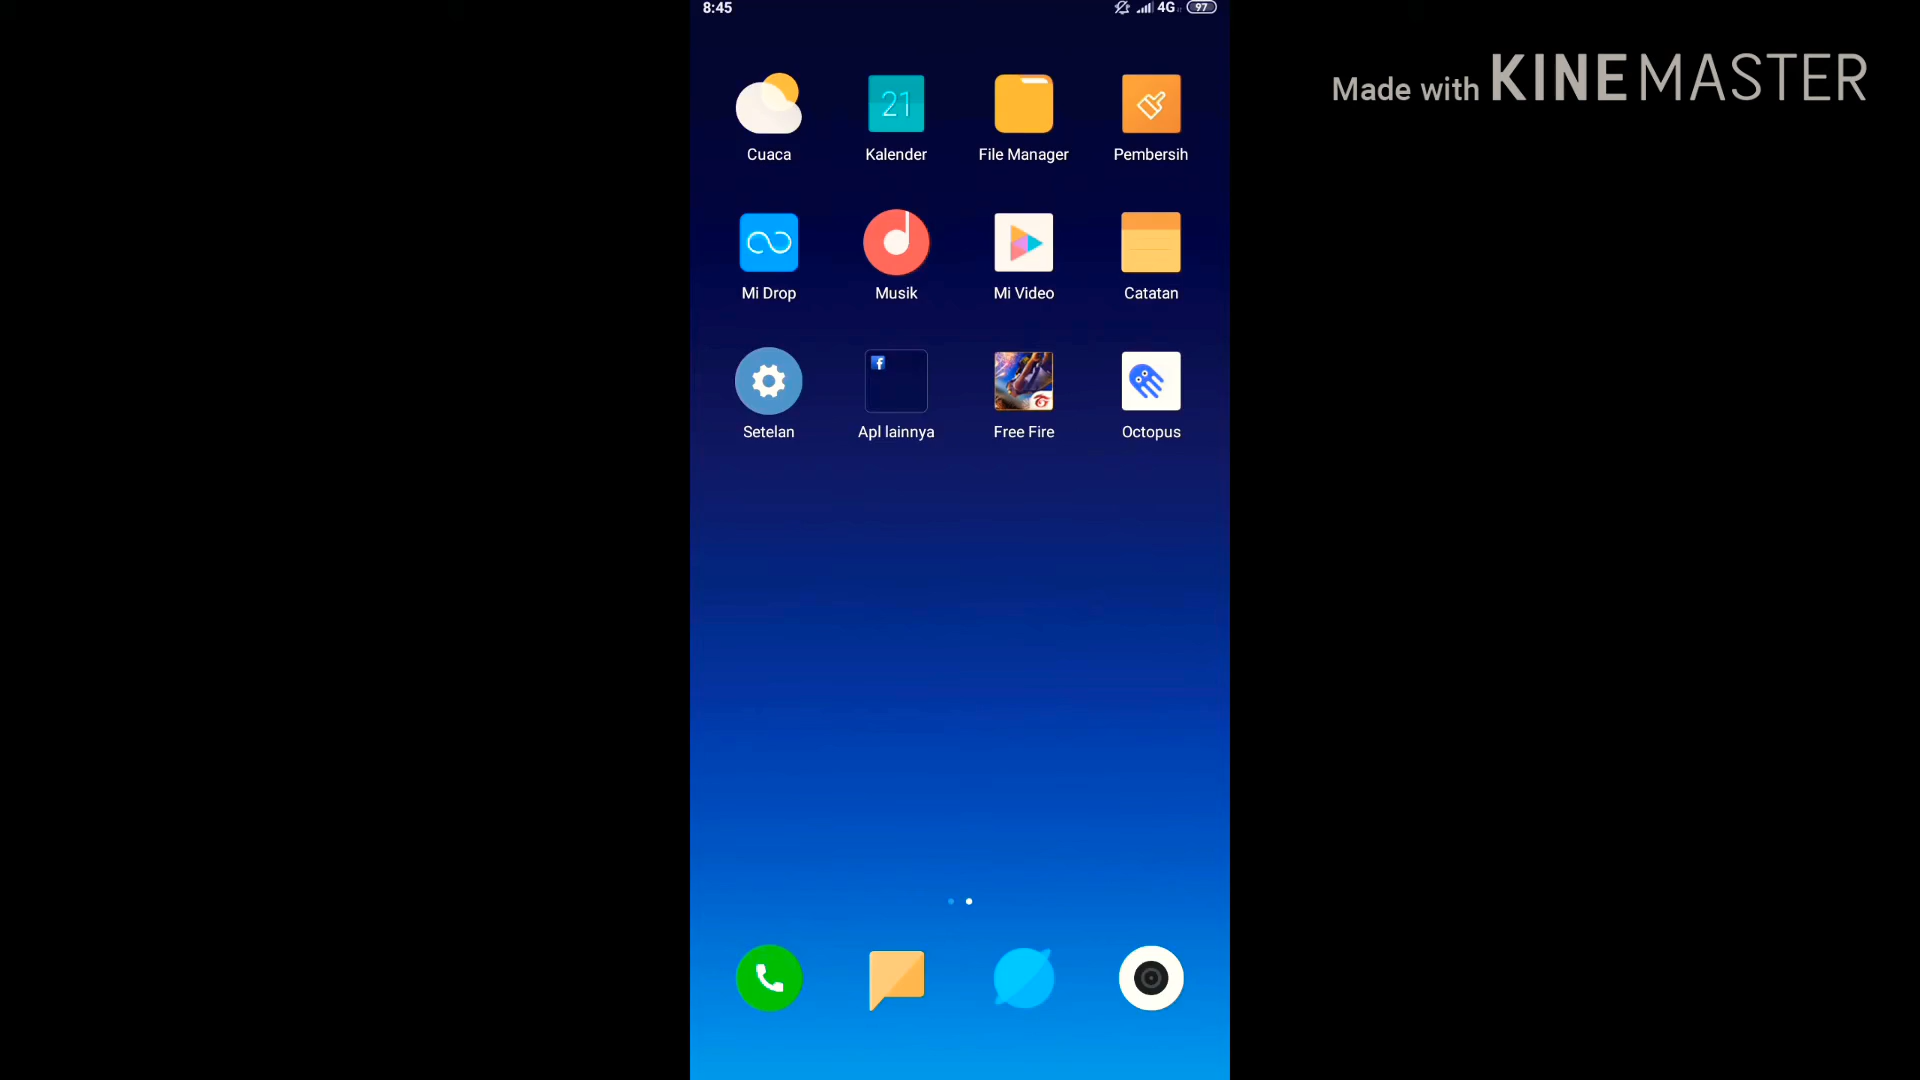 8:45
4G 97
Made with KINEMASTER
21
Cuaca Kalender File Manager Pembersih
Mi Drop Musik Mi Video Catatan
f
Setelan Apl lainnya Free Fire Octopus